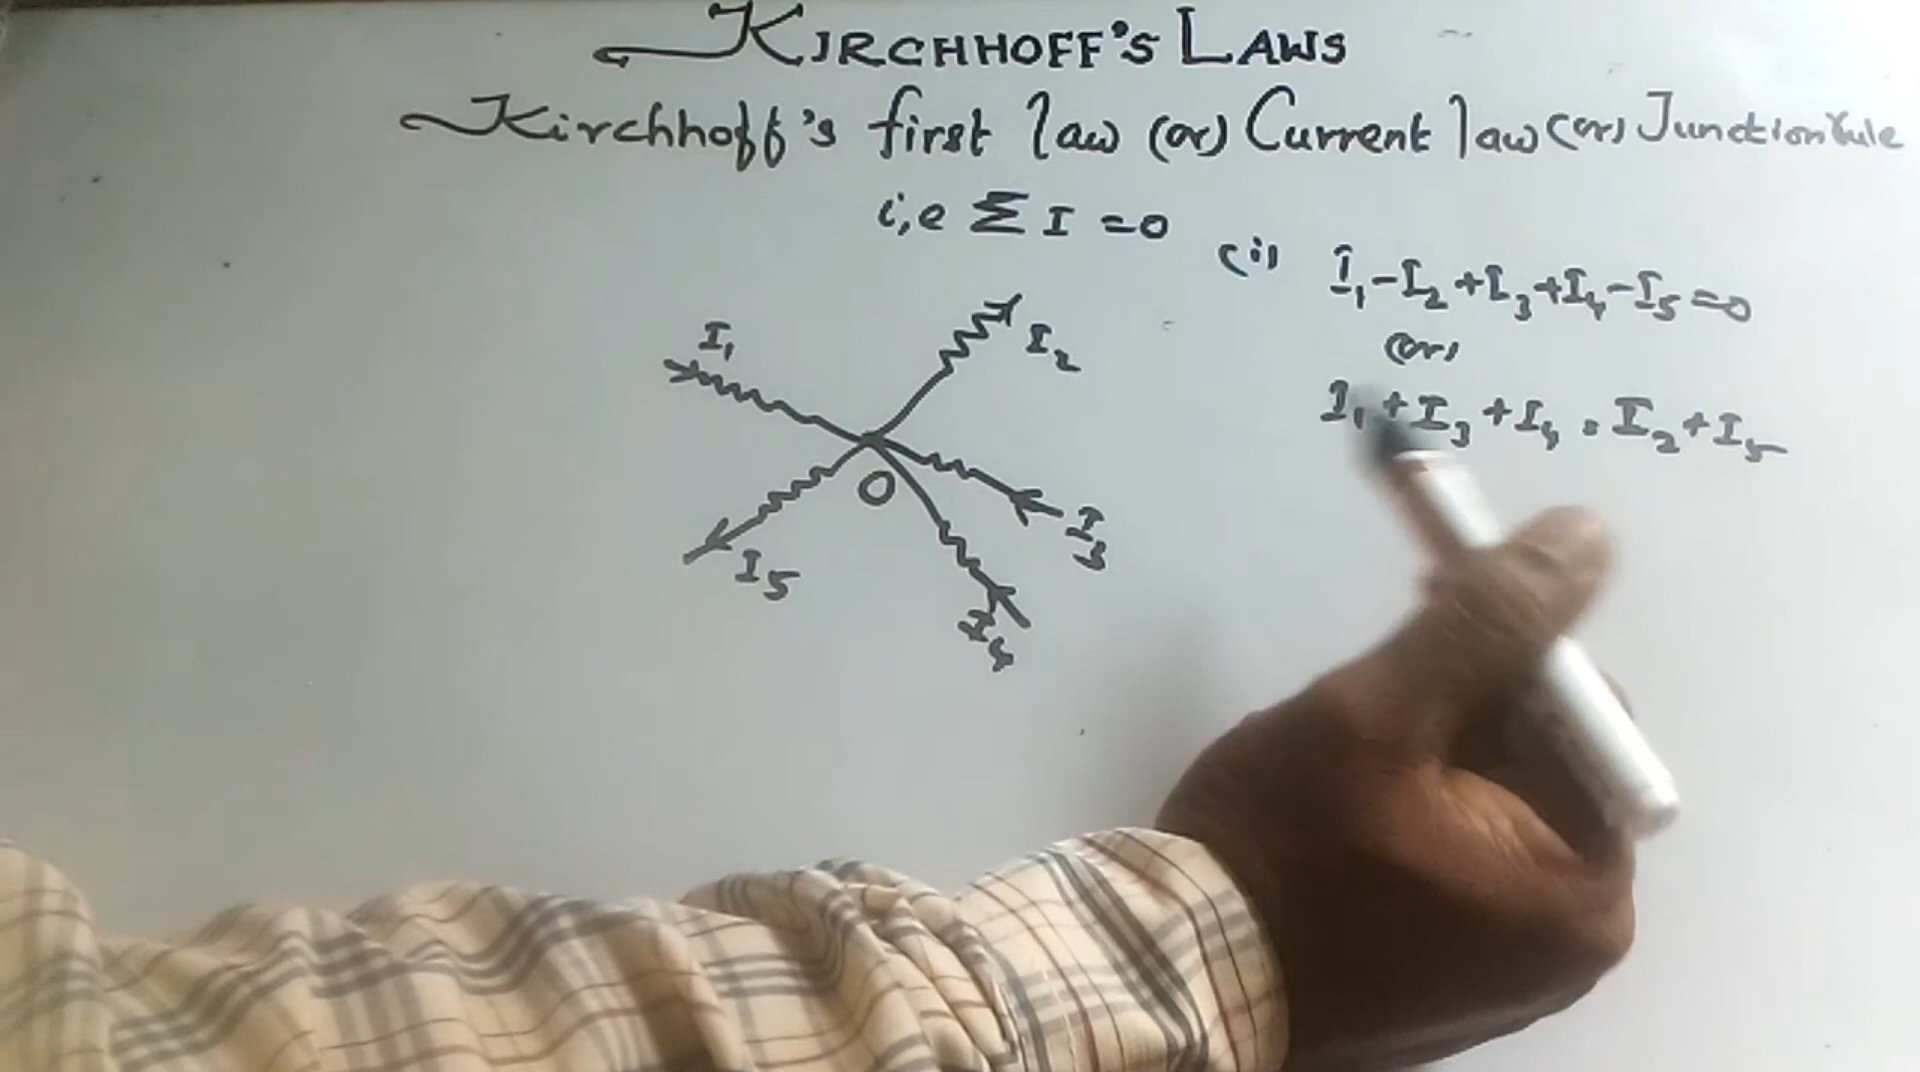 KIRCHHOFF'S LAWS
Kirchhoff's first law (or) Current law (or) Junction rule
i,e Σ I = 0
(i) I₁ - I₂ + I₃ + I₄ - I₅ = 0
(or)
I₁ + I₃ + I₄ = I₂ + I₅
I₁
I₂
O
I₃
I₅
I₄